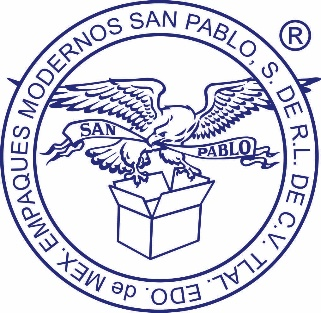 EMPAQUES MODERNOS SAN PABLO, S. DE R.L. DE C.V. TLAL. EDO. de MEX.
®
SAN PABLO